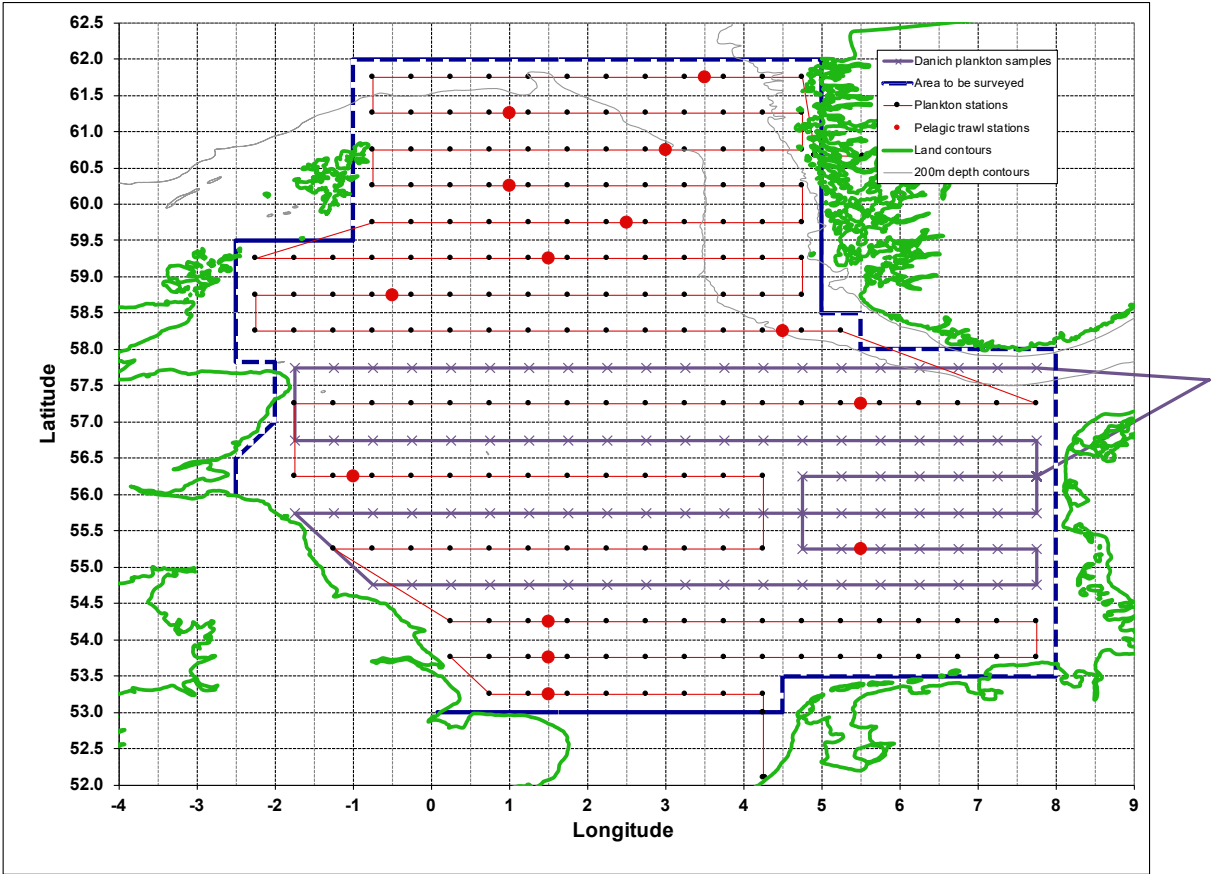 62.5
62.0
61.5
61.0
60.5
60.0
59.5
59.0
58.5
58.0
57.5
57.0
56.5
56.0
55.5
55.0
54.5
54.0
53.5
53.0
52.5
52.0
Latitude
-4 -3 -2 -1 0 1 2 3 4 5 6 7 8 9
Longitude
Danich plankton samples
Area to be surveyed
Plankton stations
Pelagic trawl stations
Land contours
200m depth contours